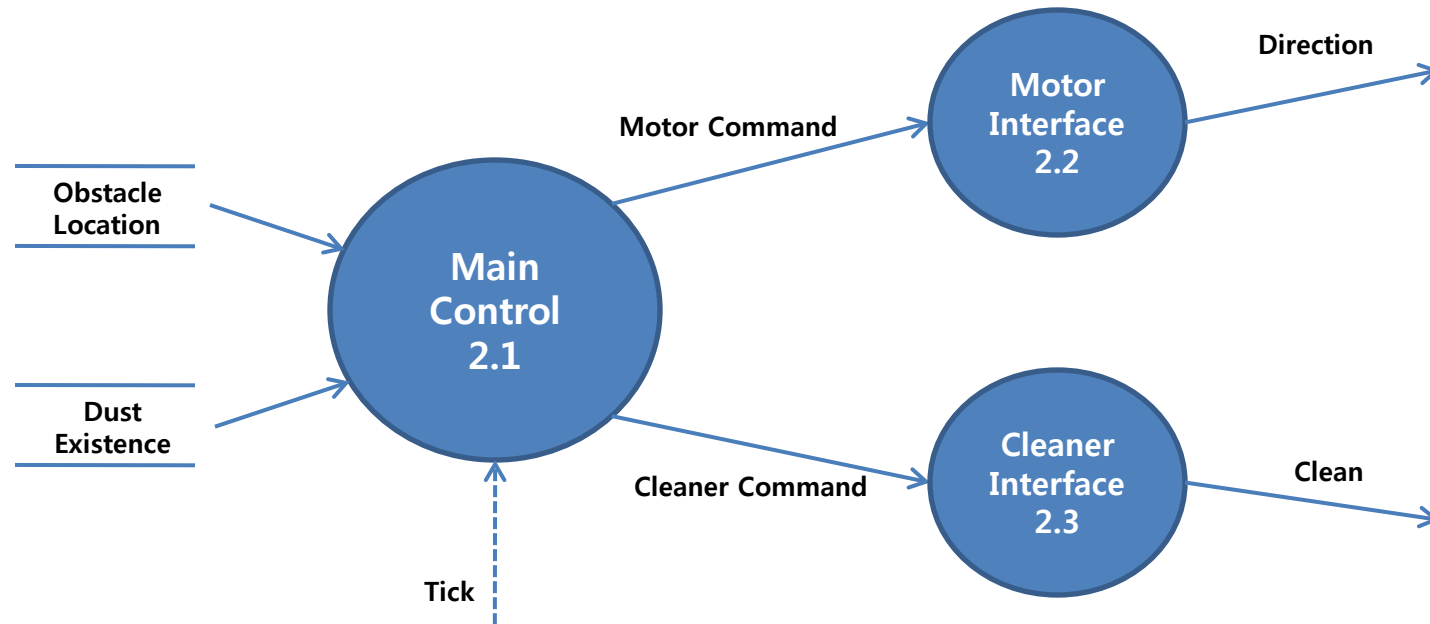 Obstacle
Location
Dust
Existence
Main
Control
2.1
Tick
Motor Command
Cleaner Command
Motor
Interface
2.2
Cleaner
Interface
2.3
Direction
Clean